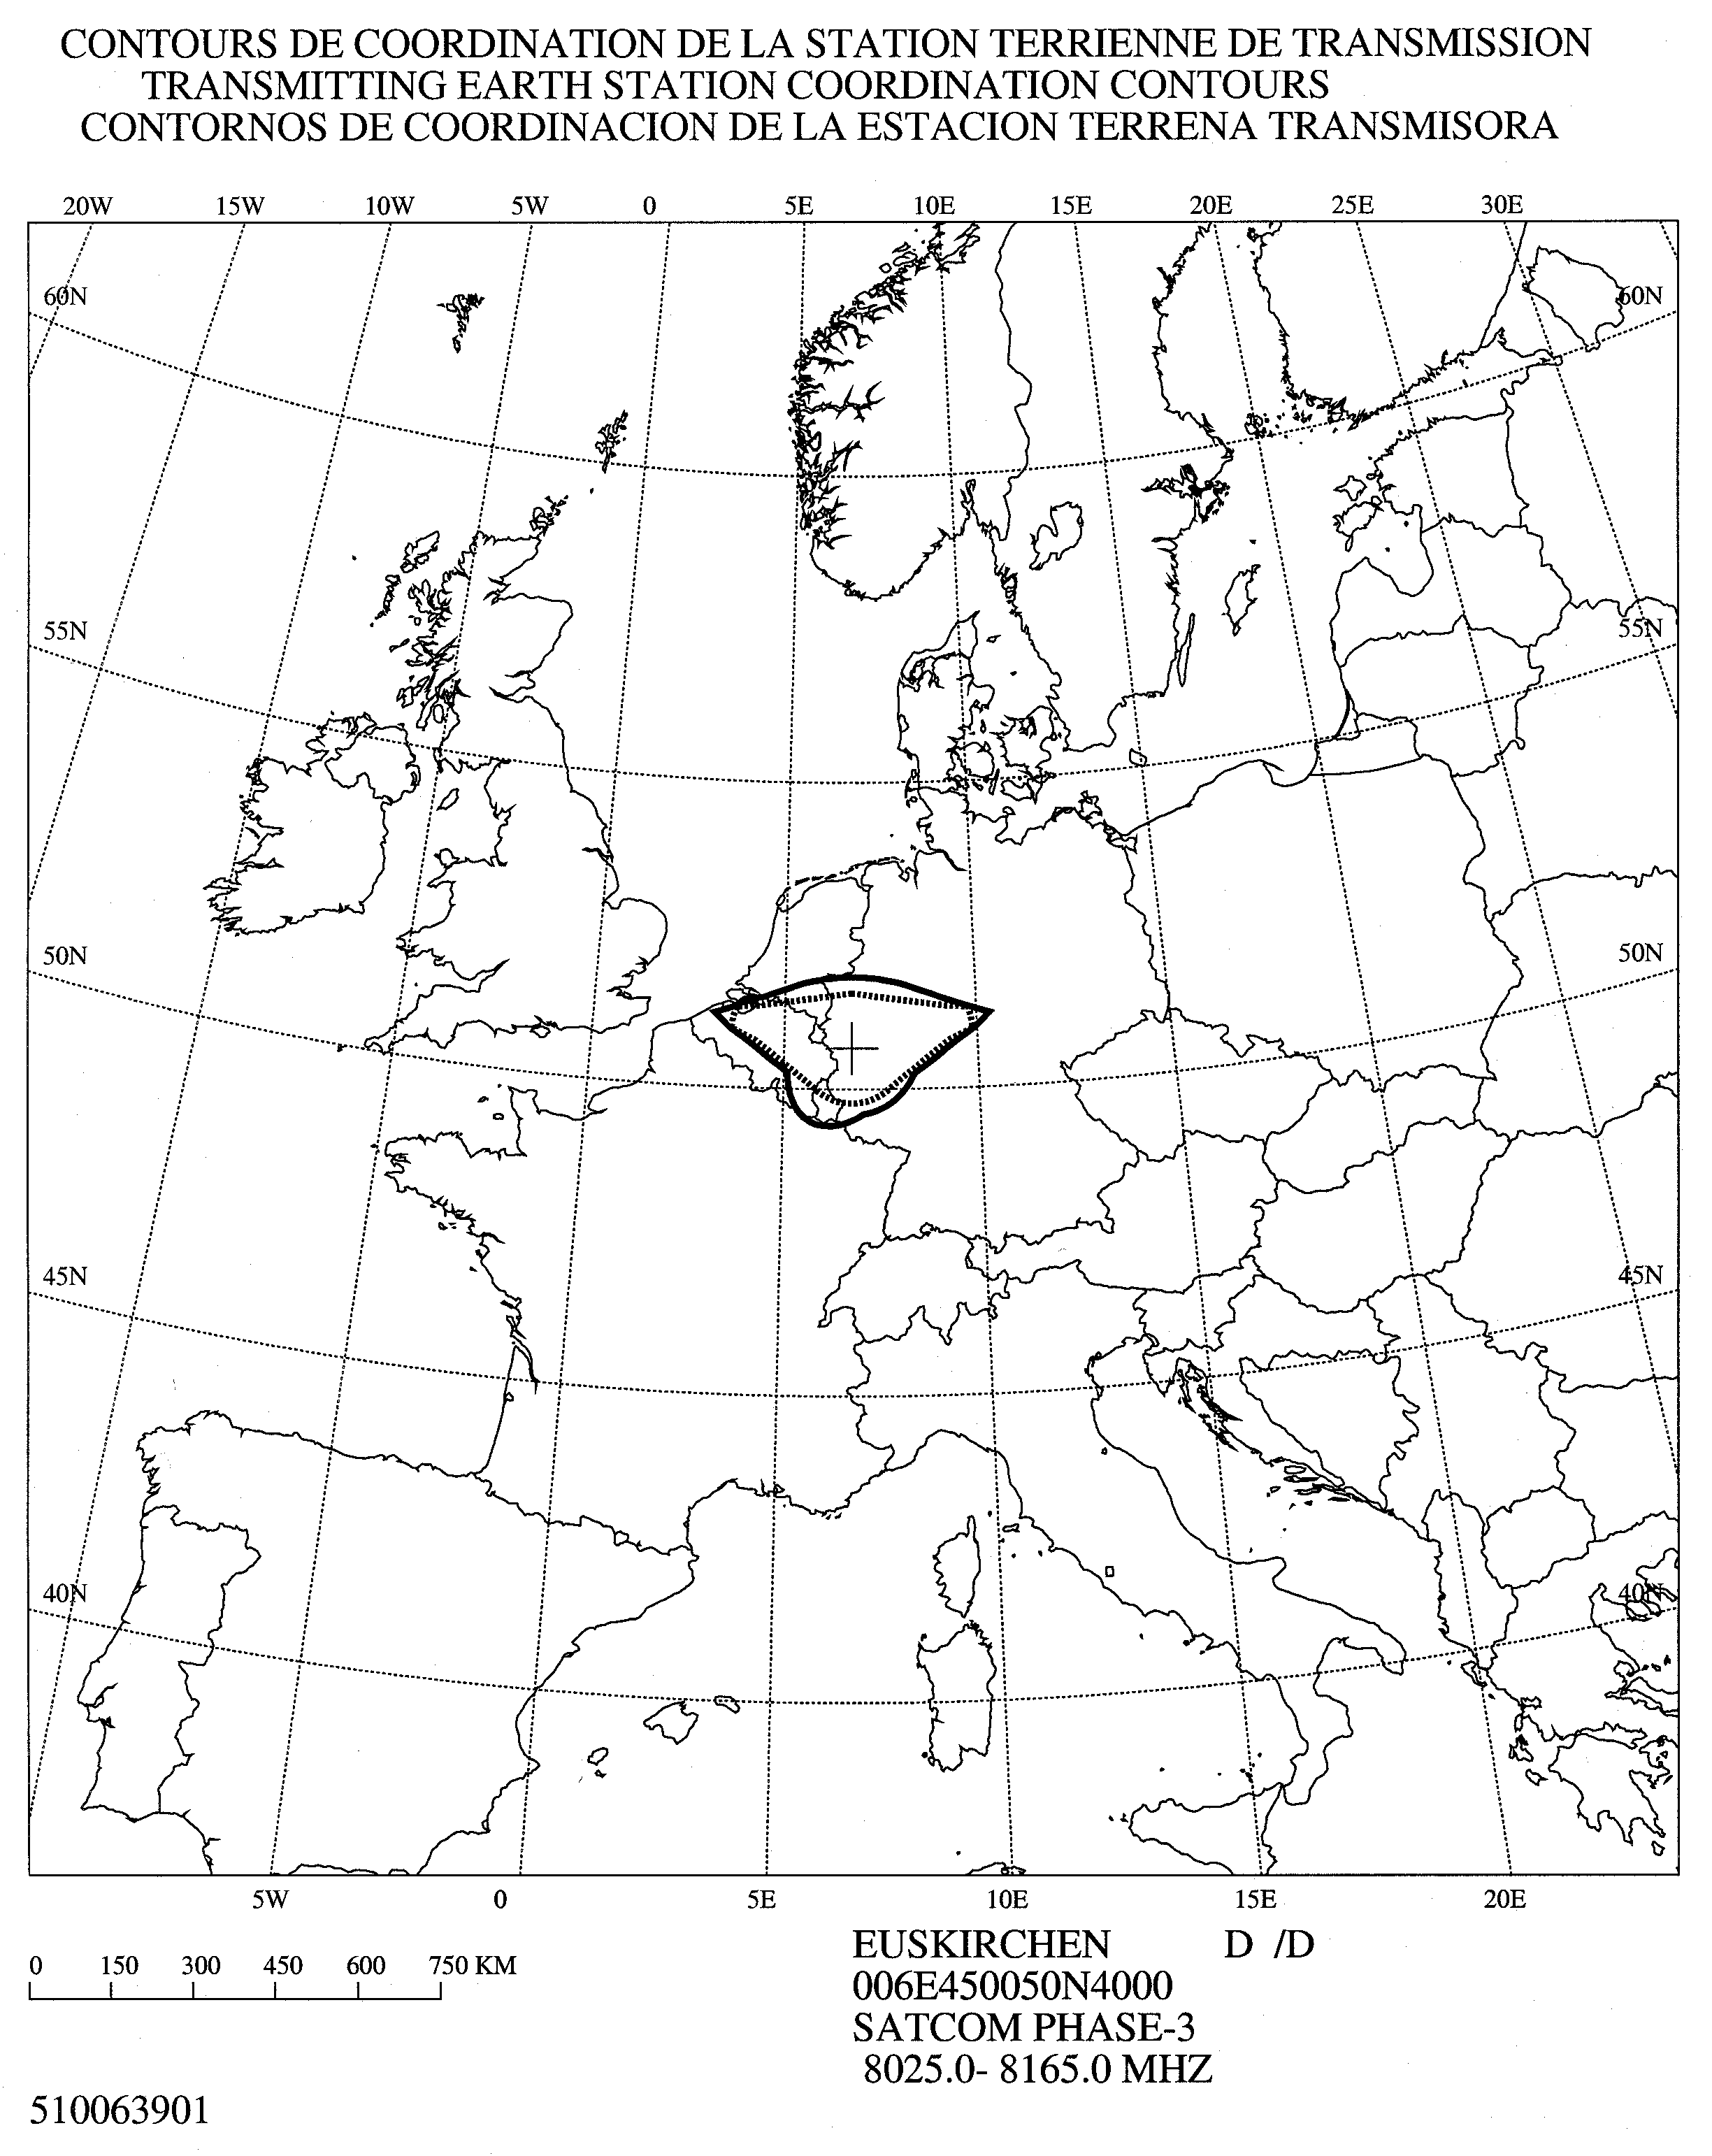 CONTOURS DE COORDINATION DE LA STATION TERRIENNE DE TRANSMISSION
TRANSMITTING EARTH STATION COORDINATION CONTOURS
CONTORNOS DE COORDINACION DE LA ESTACION TERRENA TRANSMISORA
20W 15W 10W 5W 0 5E 10E 15E 20E 25E 30E
60N 60N
55N 55N
50N 50N
45N 45N
40N 40N
5W 0 5E 10E 15E 20E
EUSKIRCHEN D /D
0 150 300 450 600 750 KM
006E450050N4000
SATCOM PHASE-3
8025.0- 8165.0 MHZ
510063901